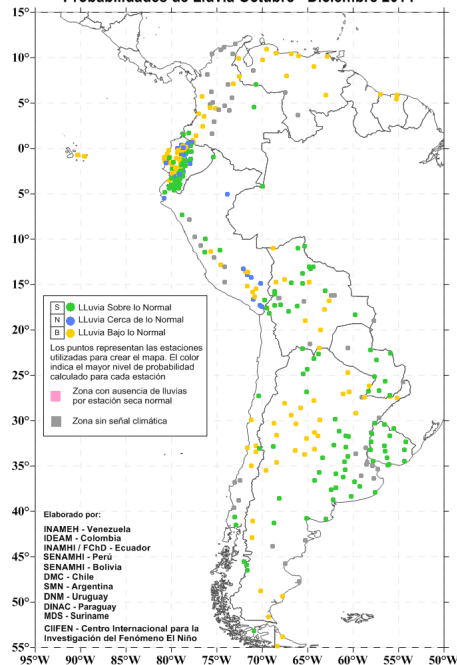 Probabilidades de Lluvia Octubre - Diciembre 2014
15°
10°
5°
0°
5°
10°
15°
20°
25°
30°
35°
40°
45°
50°
55°
95°W 90°W 85°W 80°W 75°W 70°W 65°W 60°W 55°W 50°W
S LLuvia Sobre lo Normal
N LLuvia Cerca de lo Normal
B LLuvia Bajo lo Normal
Los puntos representan las estaciones
utilizadas para crear el mapa. El color
indica el mayor nivel de probabilidad
calculado para cada estación
Zona con ausencia de lluvias
por estación seca normal
Zona sin señal climática
Elaborado por:
INAMEH - Venezuela
IDEAM - Colombia
INAMHI / FChD - Ecuador
SENAMHI - Perú
SENAMHI - Bolivia
DMC - Chile
SMN - Argentina
DNM - Uruguay
DINAC - Paraguay
MDS - Suriname
CIIFEN - Centro Internacional para la
Investigación del Fenómeno El Niño